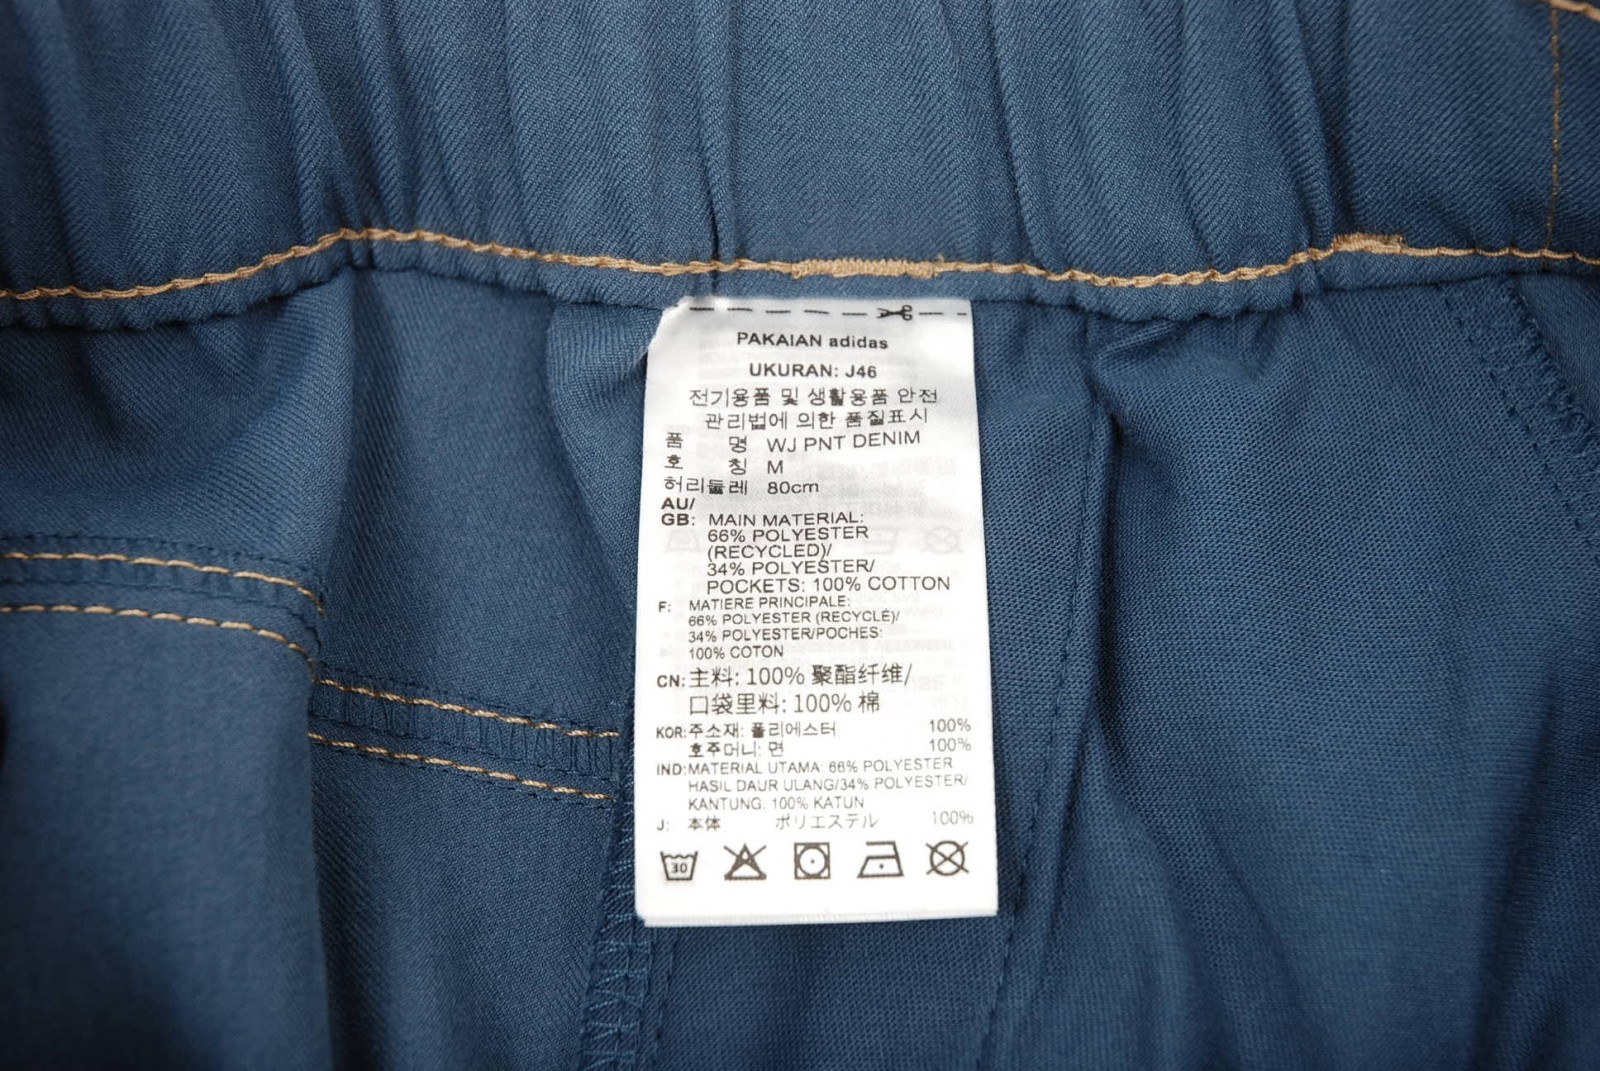 PAKAIAN adidas
UKURAN: J46
전기용품 및 생활용품 안전
관리법에 의한 품질표시
품 명 WJ PNT DENIM
호 칭 M
허리둘레 80cm
AU/
GB: MAIN MATERIAL:
66% POLYESTER
(RECYCLED)/
34% POLYESTER/
POCKETS: 100% COTTON
F: MATIERE PRINCIPALE:
66% POLYESTER (RECYCLÉ)/
34% POLYESTER/POCHES:
100% COTON
CN: 主料: 100% 聚酯纤维/
口袋里料: 100% 棉
KOR: 주소재: 폴리에스터 100%
호주머니: 면 100%
IND: MATERIAL UTAMA: 66% POLYESTER
HASIL DAUR ULANG/34% POLYESTER/
KANTUNG: 100% KATUN
J: 本体 ポリエステル 100%
30